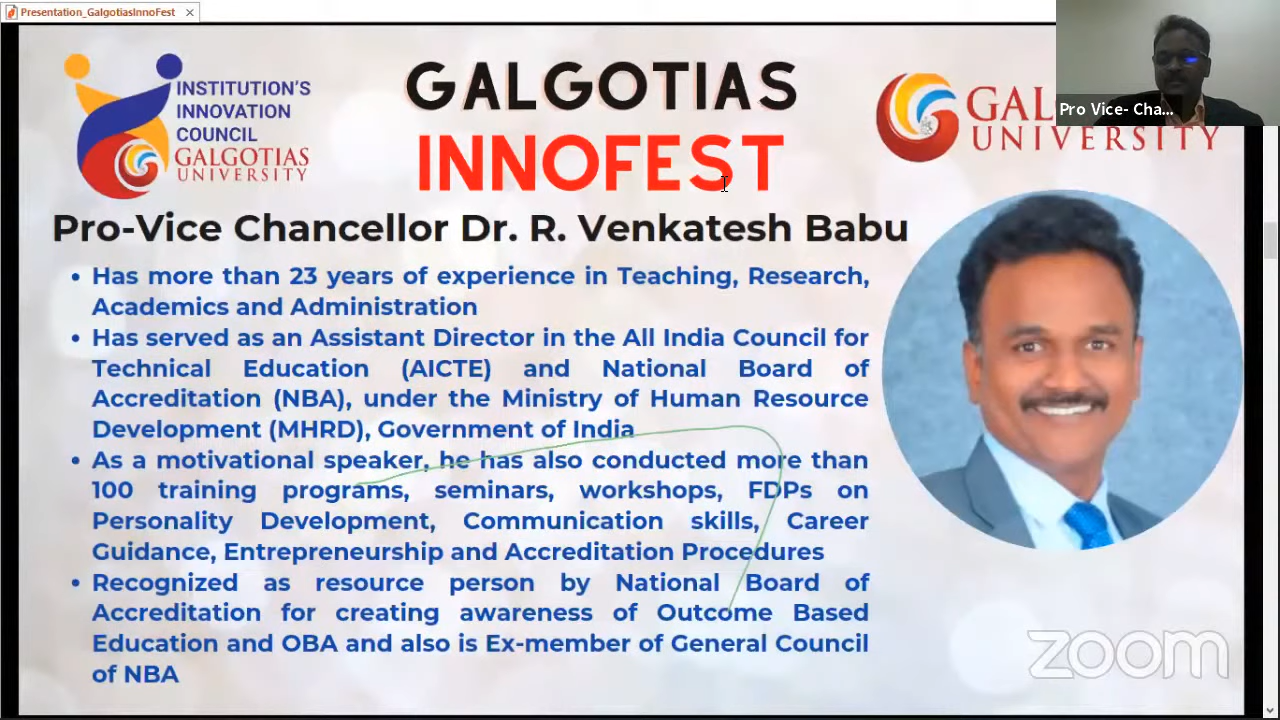 Presentation_GalgotiasInnoFest
INSTITUTION'S
INNOVATION
COUNCIL
GALGOTIAS
UNIVERSITY
GALGOTIAS
INNOFEST
UNIVERSITY
Pro Vice- Cha...
Pro-Vice Chancellor Dr. R. Venkatesh Babu
• Has more than 23 years of experience in Teaching, Research,
Academics and Administration
• Has served as an Assistant Director in the All India Council for
Technical Education (AICTE) and National Board of
Accreditation (NBA), under the Ministry of Human Resource
Development (MHRD), Government of India
• As a motivational speaker, he has also conducted more than
100 training programs, seminars, workshops, FDPs on
Personality Development, Communication skills, Career
Guidance, Entrepreneurship and Accreditation Procedures
• Recognized as resource person by National Board of
Accreditation for creating awareness of Outcome Based
Education and OBA and also is Ex-member of General Council
of NBA
zoom